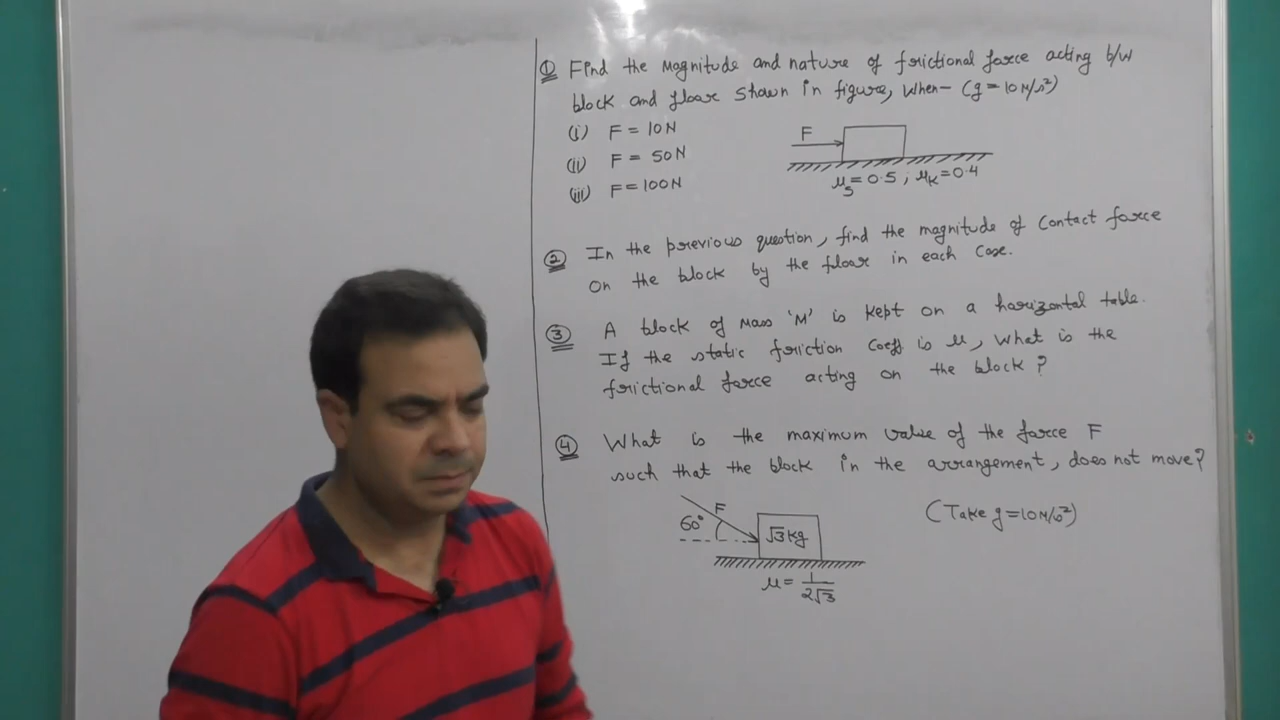 ① Find the Magnitude and nature of frictional force acting b/w
block and floor shown in figure, when- (g = 10 M/s²)
(i) F = 10N
(ii) F = 50N
(iii) F = 100N
F
μs = 0.5 ; μk = 0.4
② In the previous question, find the magnitude of Contact force
on the block by the floor in each Case.
③ A block of Mass 'M' is kept on a horizontal table.
If the static friction Coeff is μ, What is the
frictional force acting on the block?
④ What is the maximum value of the force F
such that the block in the arrangement, does not move?
(Take g = 10 M/s²)
F
60°
√3 kg
μ = 1/2√3